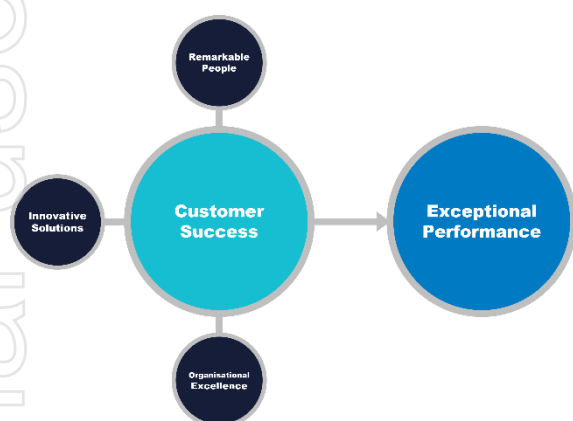 Remarkable
People
Innovative
Solutions
Customer
Success
Exceptional
Performance
Organisational
Excellence